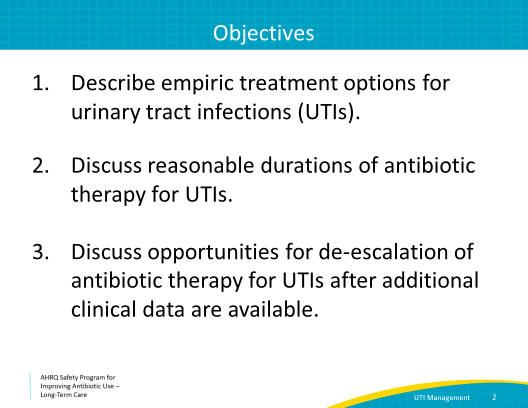 Objectives
1. Describe empiric treatment options for
urinary tract infections (UTIs).
2. Discuss reasonable durations of antibiotic
therapy for UTIs.
3. Discuss opportunities for de-escalation of
antibiotic therapy for UTIs after additional
clinical data are available.
AHRQ Safety Program for
Improving Antibiotic Use –
Long-Term Care
UTI Management 2